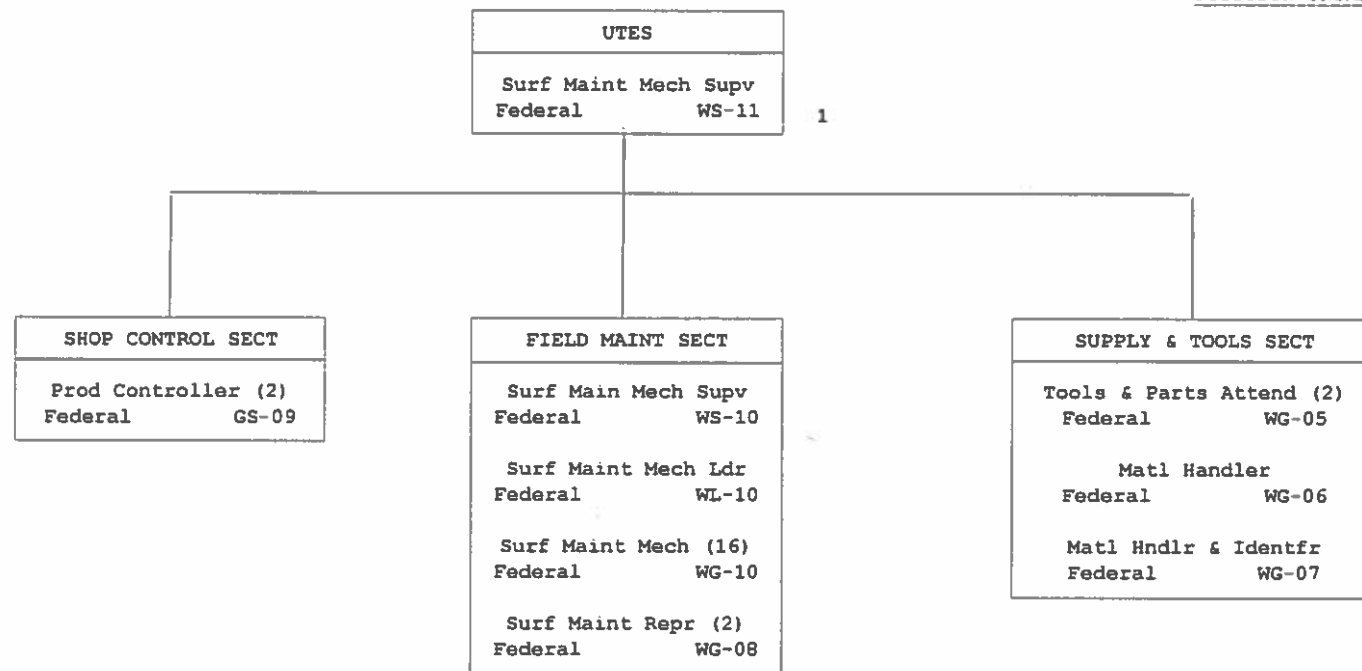 UTES
Surf Maint Mech Supv
Federal WS-11
1
SHOP CONTROL SECT
Prod Controller (2)
Federal GS-09
FIELD MAINT SECT
Surf Main Mech Supv
Federal WS-10
Surf Maint Mech Ldr
Federal WL-10
Surf Maint Mech (16)
Federal WG-10
Surf Maint Repr (2)
Federal WG-08
SUPPLY & TOOLS SECT
Tools & Parts Attend (2)
Federal WG-05
Matl Handler
Federal WG-06
Matl Hndlr & Identfr
Federal WG-07